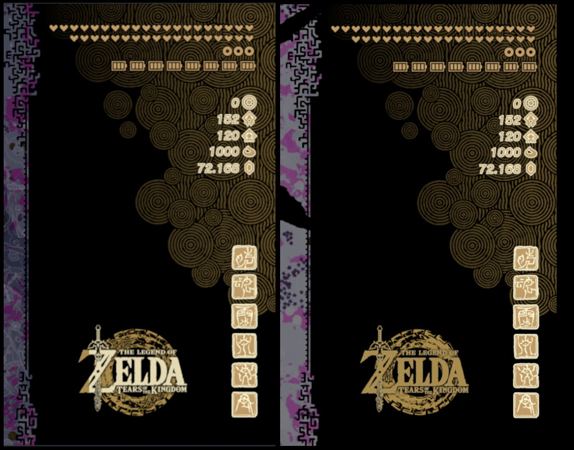 0
152
120
1000
72.168
THE LEGEND OF
ZELDA
TEARS OF THE KINGDOM
0
152
120
1000
72.168
THE LEGEND OF
ZELDA
TEARS OF THE KINGDOM